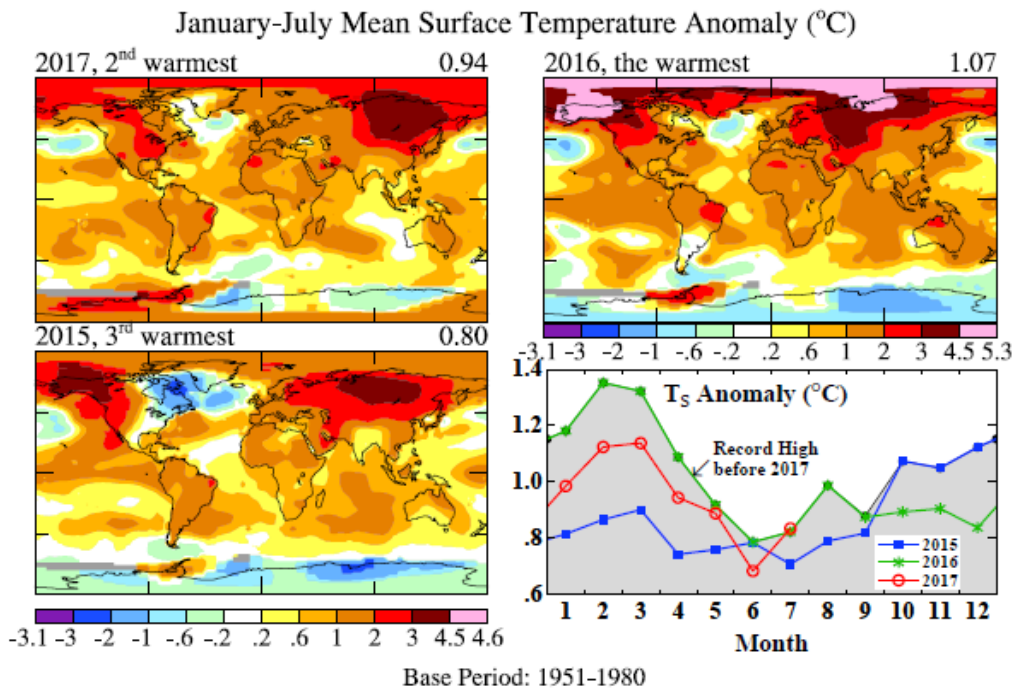 January-July Mean Surface Temperature Anomaly (°C)
2017, 2nd warmest 0.94
2016, the warmest 1.07
2015, 3rd warmest 0.80
-3.1 -3 -2 -1 -.6 -.2 .2 .6 1 2 3 4.5 5.3
-3.1 -3 -2 -1 -.6 -.2 .2 .6 1 2 3 4.5 4.6
1.4
1.2
1.0
.8
.6
TS Anomaly (°C)
Record High
before 2017
2015
2016
2017
1 2 3 4 5 6 7 8 9 10 11 12
Month
Base Period: 1951-1980